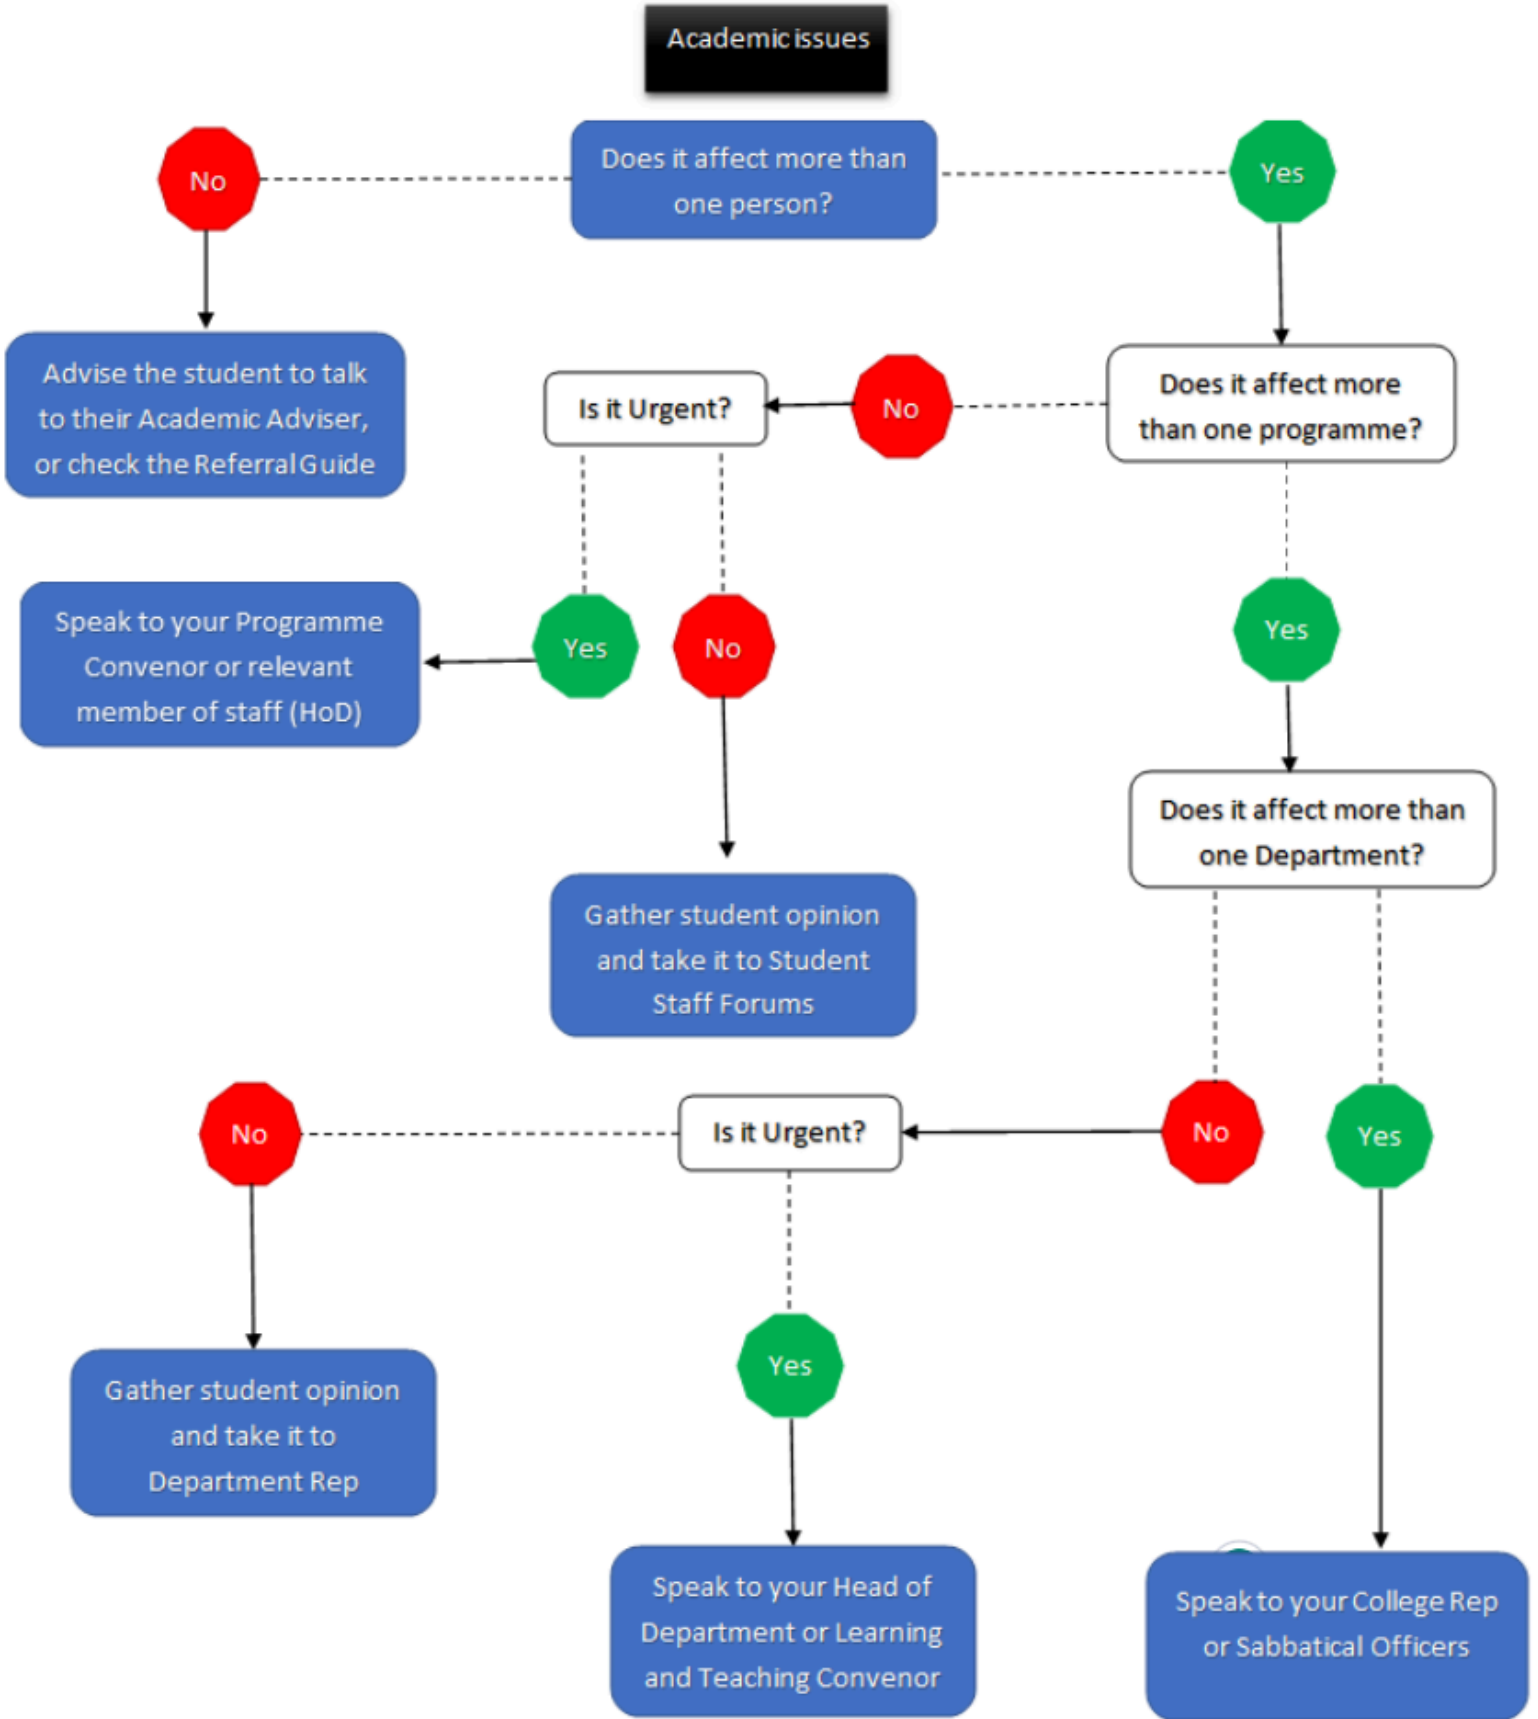 Academic issues
Does it affect more than
one person?
No
Yes
Advise the student to talk
to their Academic Adviser,
or check the Referral Guide
Is it Urgent?
No
Does it affect more
than one programme?
Speak to your Programme
Convenor or relevant
member of staff (HoD)
Yes
No
Yes
Does it affect more than
one Department?
Gather student opinion
and take it to Student
Staff Forums
No
Is it Urgent?
No
Yes
Yes
Gather student opinion
and take it to
Department Rep
Speak to your Head of
Department or Learning
and Teaching Convenor
Speak to your College Rep
or Sabbatical Officers